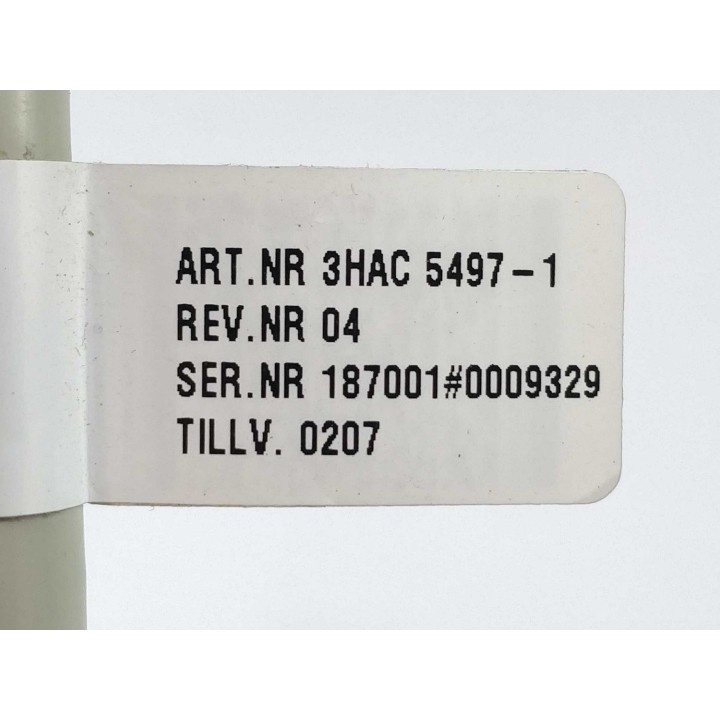 ART.NR 3HAC 5497-1
REV.NR 04
SER.NR 187001#0009329
TILLV. 0207